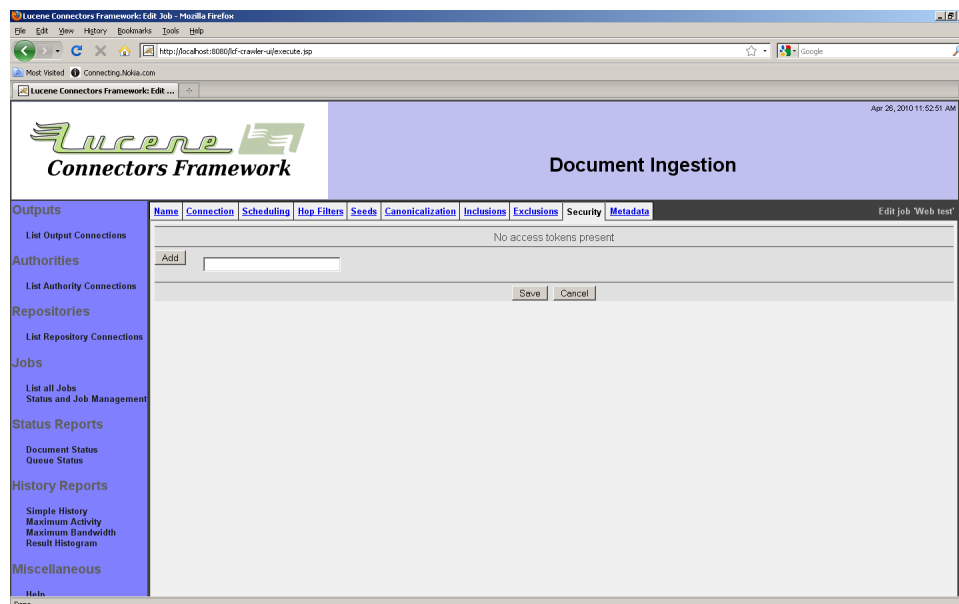 Lucene Connectors Framework: Edit Job - Mozilla Firefox
File Edit View History Bookmarks Tools Help
http://localhost:8080/lcf-crawler-ui/execute.jsp
Google
Most Visited Connecting.Nokia.com
Lucene Connectors Framework: Edit ...
Apr 26, 2010 11:52:51 AM
Lucene
Connectors Framework
Document Ingestion
Outputs
Name Connection Scheduling Hop Filters Seeds Canonicalization Inclusions Exclusions Security Metadata
Edit job 'Web test'
List Output Connections
No access tokens present
Authorities
Add
List Authority Connections
Save Cancel
Repositories
List Repository Connections
Jobs
List all Jobs
Status and Job Management
Status Reports
Document Status
Queue Status
History Reports
Simple History
Maximum Activity
Maximum Bandwidth
Result Histogram
Miscellaneous
Help
Done